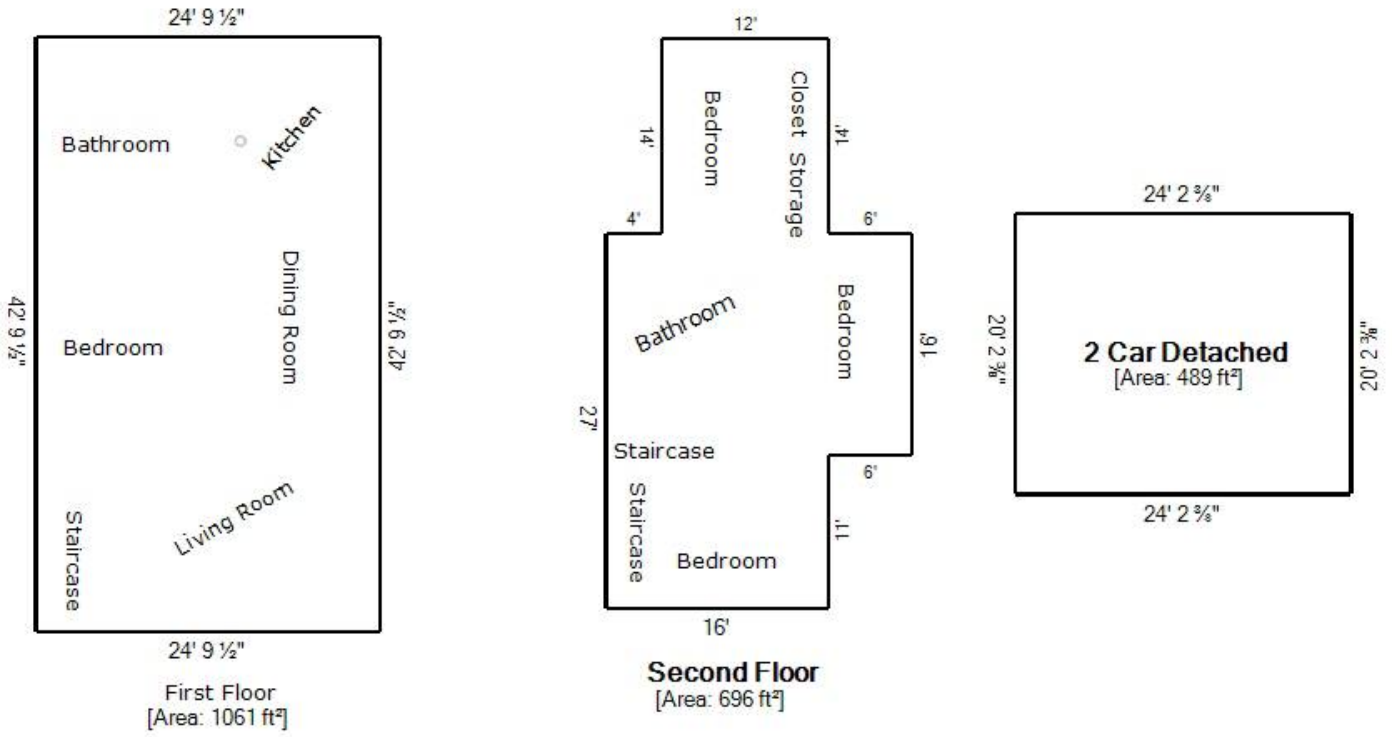 24' 9 ½"
Bathroom
Kitchen
Dining Room
42' 9 ½"
42' 9 ½"
Bedroom
Living Room
Staircase
24' 9 ½"
First Floor
[Area: 1061 ft²]
12'
Bedroom
Closet Storage
14'
14'
4'
6'
Bathroom
Bedroom
16'
27'
Staircase
6'
Staircase
11'
Bedroom
16'
Second Floor
[Area: 696 ft²]
24' 2 ⅜"
20' 2 ⅜"
2 Car Detached
[Area: 489 ft²]
20' 2 ⅜"
24' 2 ⅜"